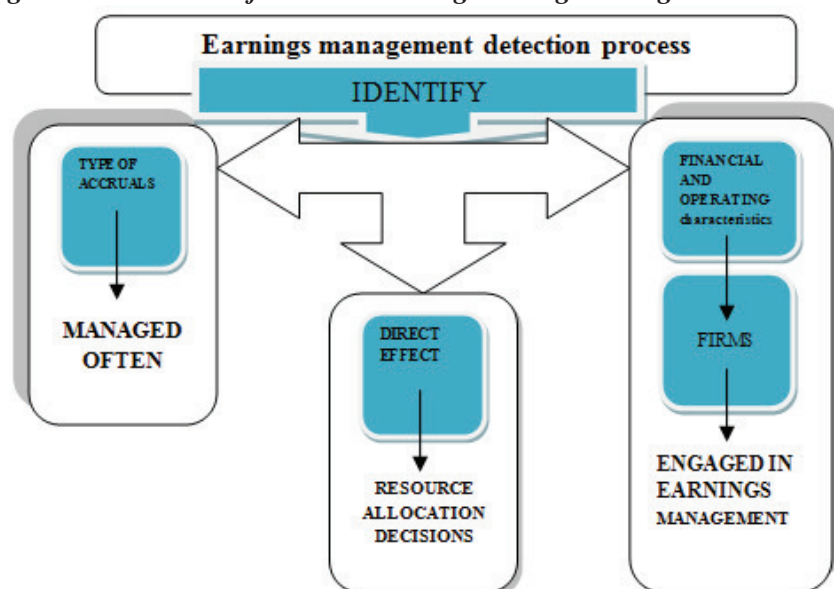 Earnings management detection process
IDENTIFY
TYPE OF
ACCRUALS
MANAGED
OFTEN
DIRECT
EFFECT
RESOURCE
ALLOCATION
DECISIONS
FINANCIAL
AND
OPERATING
characteristics
FIRMS
ENGAGED IN
EARNINGS
MANAGEMENT